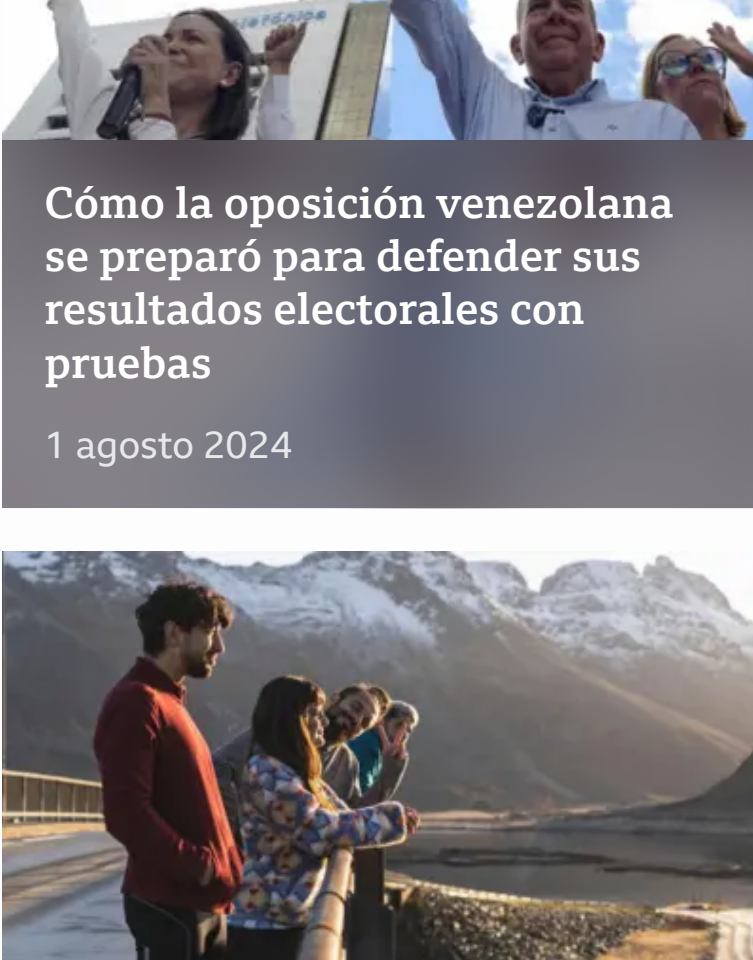 Cómo la oposición venezolana
se preparó para defender sus
resultados electorales con
pruebas
1 agosto 2024